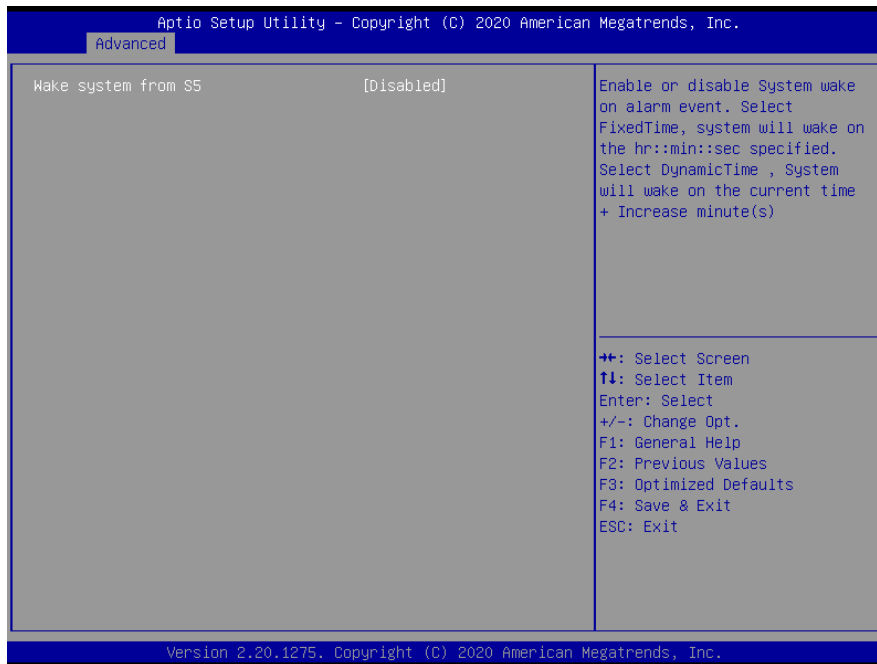 Aptio Setup Utility – Copyright (C) 2020 American Megatrends, Inc.
Advanced
Wake system from S5 [Disabled]
Enable or disable System wake
on alarm event. Select
FixedTime, system will wake on
the hr::min::sec specified.
Select DynamicTime , System
will wake on the current time
+ Increase minute(s)
→←: Select Screen
↑↓: Select Item
Enter: Select
+/-: Change Opt.
F1: General Help
F2: Previous Values
F3: Optimized Defaults
F4: Save & Exit
ESC: Exit
Version 2.20.1275. Copyright (C) 2020 American Megatrends, Inc.